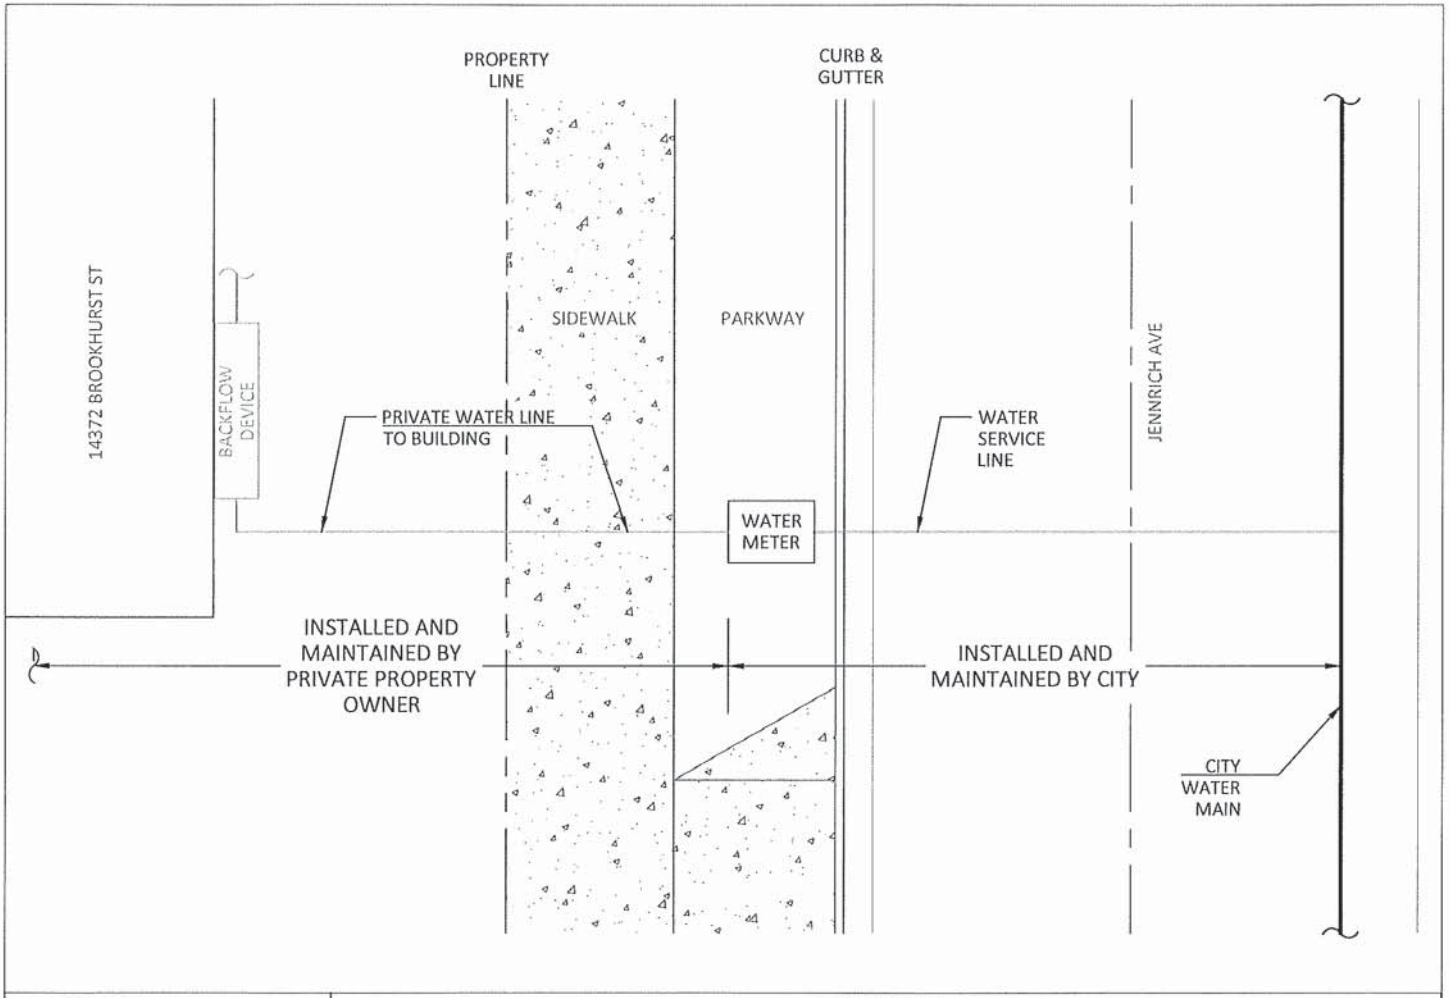 PROPERTY
LINE
CURB &
GUTTER
14372 BROOKHURST ST
SIDEWALK
PARKWAY
JENNRICH AVE
BACKFLOW
DEVICE
PRIVATE WATER LINE
TO BUILDING
WATER
SERVICE
LINE
WATER
METER
INSTALLED AND
MAINTAINED BY
PRIVATE PROPERTY
OWNER
INSTALLED AND
MAINTAINED BY CITY
CITY
WATER
MAIN